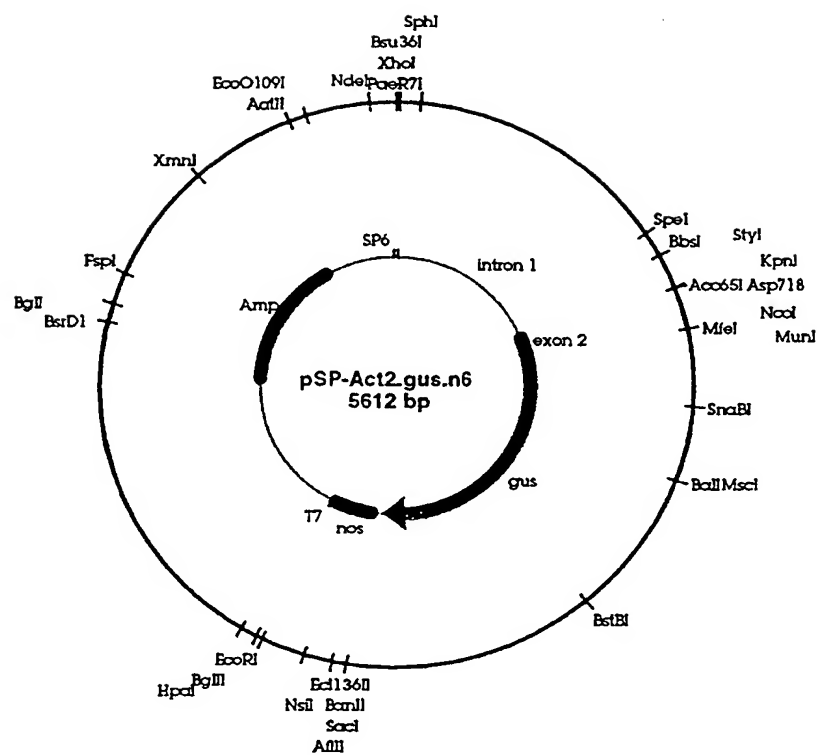 SphI
Bsu36I
XhoI
NdeI PaeR7I
EcoO109I
AatII
XmnI
FspI
BglI
BsrD1
SP6
intron 1
Amp
exon 2
pSP-Act2.gus.n6
5612 bp
gus
T7
nos
SpeI
BbsI
StyI
KpnI
Acc65I Asp718
NcoI
MfeI
MunI
SnaBI
BalI MscI
BstBI
EcoRI
BglII
HpaI
Ecl136II
NsiI
BanII
SacI
AflII